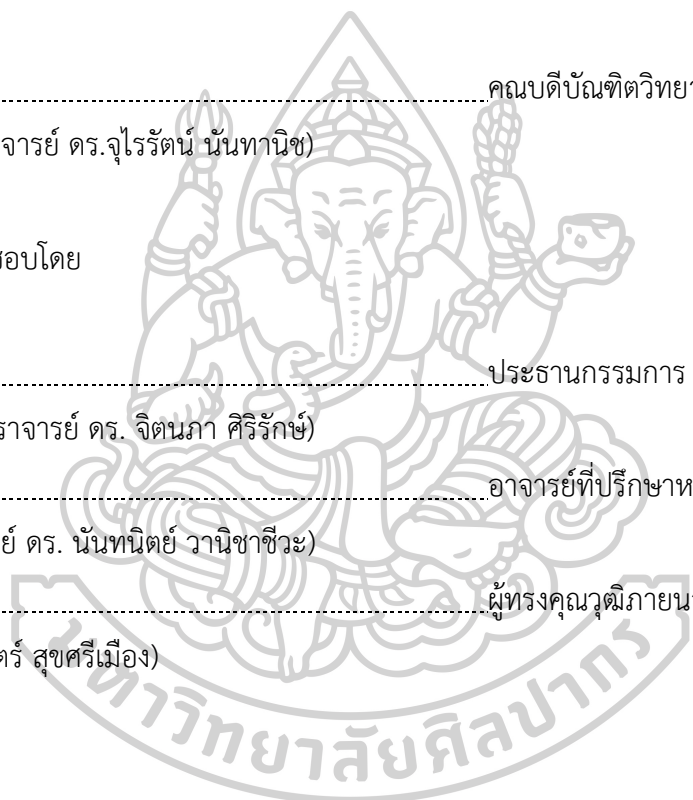 คณบดีบัณฑิตวิทยา
จารย์ ดร.จุไรรัตน์ นันทานิช)
สอบโดย
ประธานกรรมการ
ราจารย์ ดร. จิตนภา ศิริรักษ์)
อาจารย์ที่ปรึกษาห
ย์ ดร. นันทนิตย์ วานิชาชีวะ)
ผู้ทรงคุณวุฒิภายน
ตร์ สุขศรีเมือง)
มหาวิทยาลัยศิลปากร